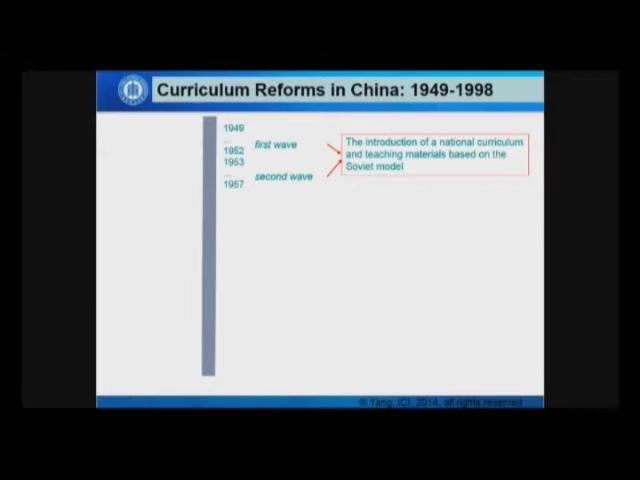 Curriculum Reforms in China: 1949-1998
1949
...
first wave
1952
1953
...
second wave
1957
The introduction of a national curriculum
and teaching materials based on the
Soviet model
© Yang, ICI, 2014, all rights reserved